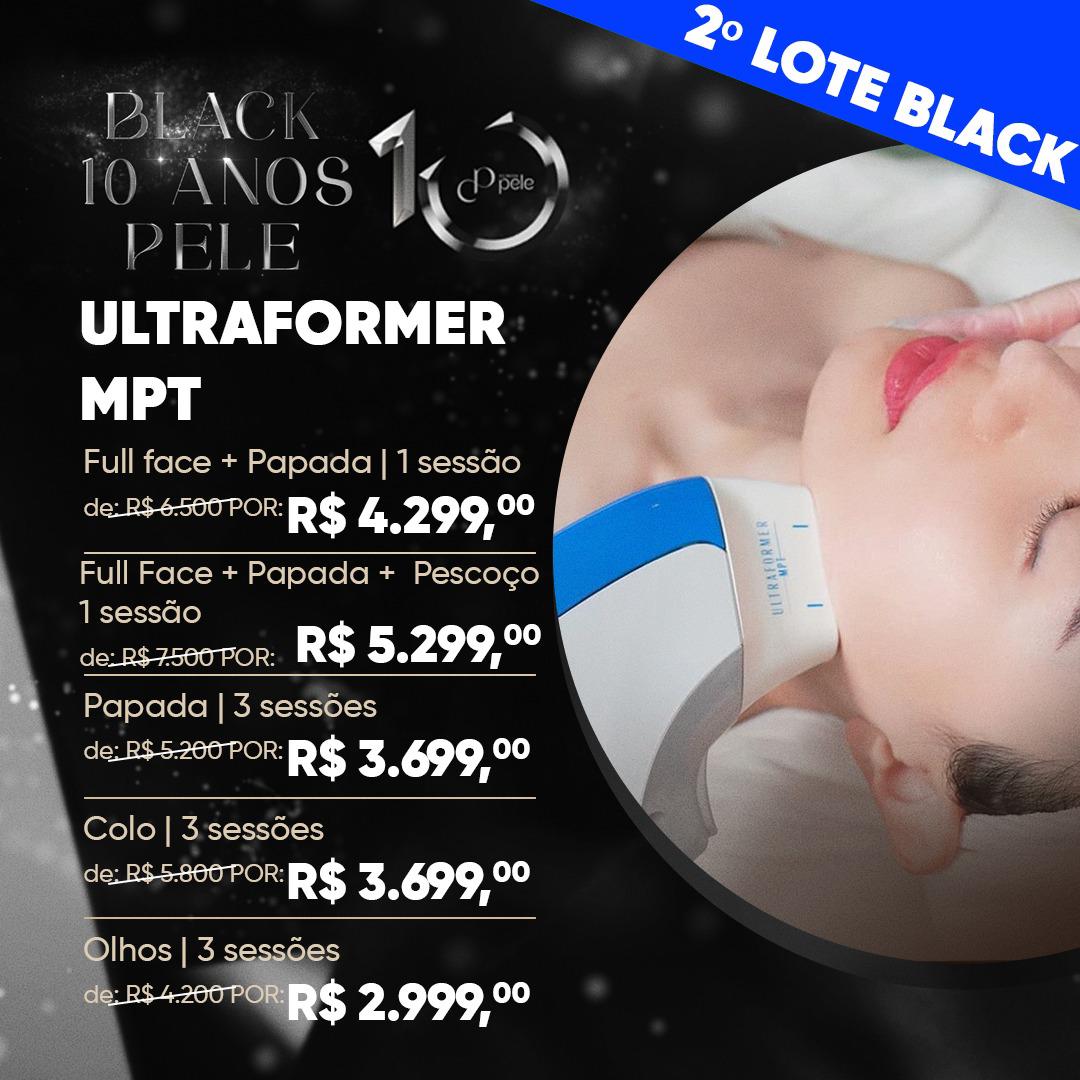 2º LOTE BLACK
BLACK
10 ANOS
PELE
10
pele
ULTRAFORMER
MPT
Full face + Papada | 1 sessão
de: R$ 6.500 POR: R$ 4.299,00
Full Face + Papada + Pescoço
1 sessão
de: R$ 7.500 POR: R$ 5.299,00
Papada | 3 sessões
de: R$ 5.200 POR: R$ 3.699,00
Colo | 3 sessões
de: R$ 5.800 POR: R$ 3.699,00
Olhos | 3 sessões
de: R$ 4.200 POR: R$ 2.999,00
ULTRAFORMER
MPT